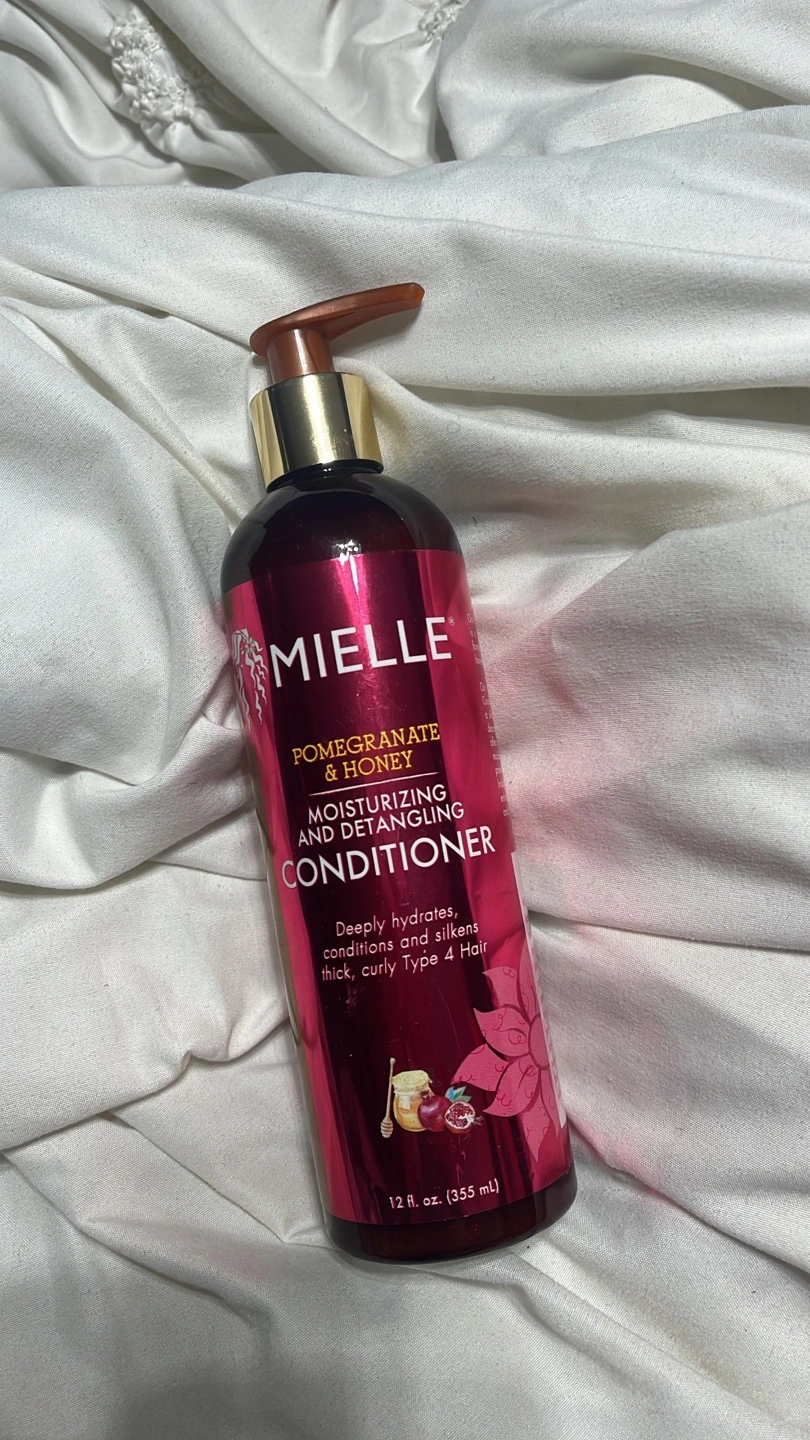 MIELLE®
POMEGRANATE
& HONEY
MOISTURIZING
AND DETANGLING
CONDITIONER
Deeply hydrates,
conditions and silkens
thick, curly Type 4 Hair
12 fl. oz. (355 mL)